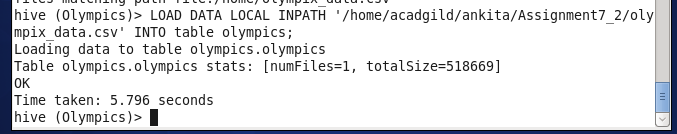 files matching path file:/home/olympix_data.csv
hive (Olympics)> LOAD DATA LOCAL INPATH '/home/acadgild/ankita/Assignment7_2/oly
mpix_data.csv' INTO table olympics;
Loading data to table olympics.olympics
Table olympics.olympics stats: [numFiles=1, totalSize=518669]
OK
Time taken: 5.796 seconds
hive (Olympics)>